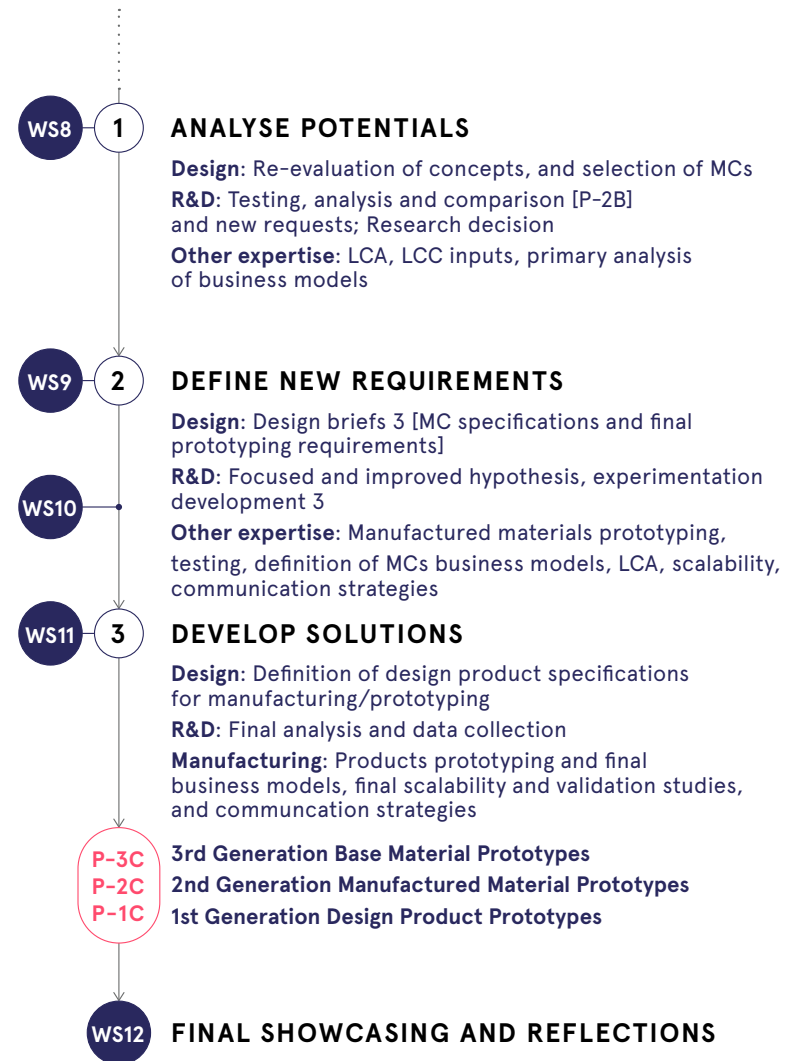 WS8 1 ANALYSE POTENTIALS
Design: Re-evaluation of concepts, and selection of MCs
R&D: Testing, analysis and comparison [P-2B]
and new requests; Research decision
Other expertise: LCA, LCC inputs, primary analysis
of business models
WS9 2 DEFINE NEW REQUIREMENTS
Design: Design briefs 3 [MC specifications and final
prototyping requirements]
R&D: Focused and improved hypothesis, experimentation
development 3
WS10
Other expertise: Manufactured materials prototyping,
testing, definition of MCs business models, LCA, scalability,
communication strategies
WS11 3 DEVELOP SOLUTIONS
Design: Definition of design product specifications
for manufacturing/prototyping
R&D: Final analysis and data collection
Manufacturing: Products prototyping and final
business models, final scalability and validation studies,
and communcation strategies
P-3C 3rd Generation Base Material Prototypes
P-2C 2nd Generation Manufactured Material Prototypes
P-1C 1st Generation Design Product Prototypes
WS12 FINAL SHOWCASING AND REFLECTIONS